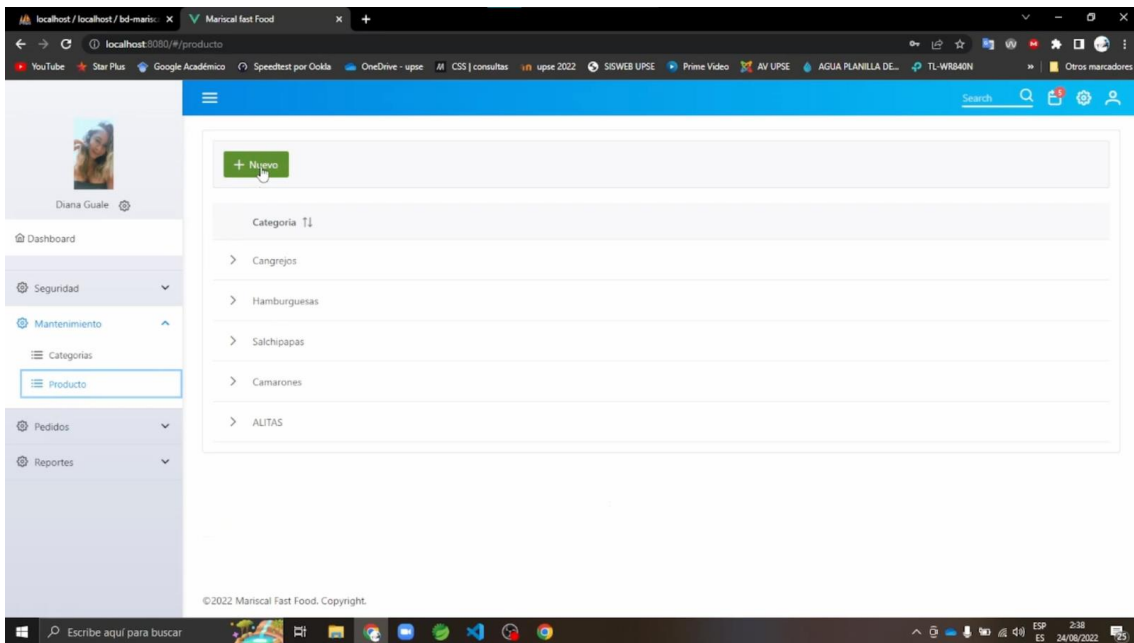 localhost / localhost / bd-marisc
Mariscal fast Food
localhost:8080/#/producto
YouTube Star Plus Google Académico Speedtest por Ookla OneDrive - upse CSS | consultas upse 2022 SISWEB UPSE Prime Video AV UPSE AGUA PLANILLA DE... TL-WR840N » Otros marcadores
Search
5
+ Nuevo
Diana Guale
Categoria
Dashboard
Cangrejos
Seguridad
Hamburguesas
Mantenimiento
Salchipapas
Categorias
Camarones
Producto
ALITAS
Pedidos
Reportes
©2022 Mariscal Fast Food. Copyright.
Escribe aquí para buscar
ESP
ES
2:38
24/08/2022
25